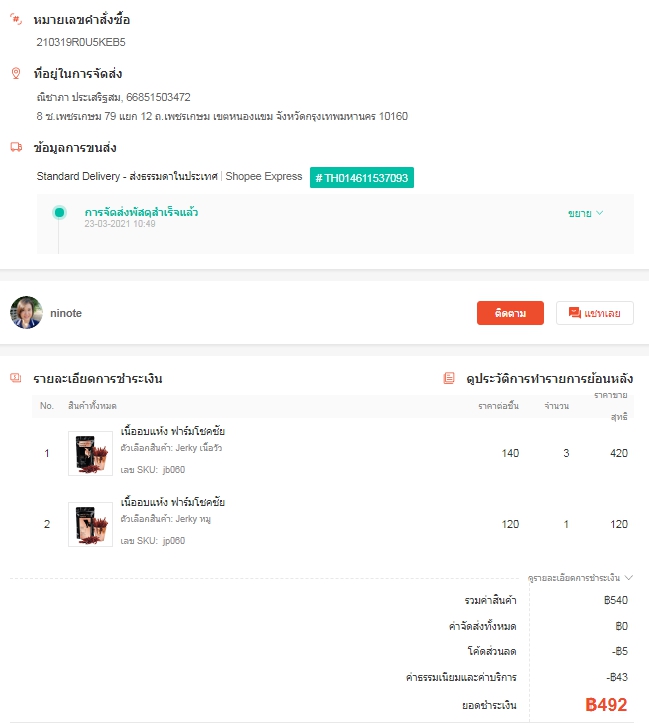 หมายเลขคำสั่งซื้อ
210319R0U5KEB5
ที่อยู่ในการจัดส่ง
ณิชาภา ประเสริฐสม, 66851503472
8 ซ.เพชรเกษม 79 แยก 12 ถ.เพชรเกษม เขตหนองแขม จังหวัดกรุงเทพมหานคร 10160
ข้อมูลการขนส่ง
Standard Delivery - ส่งธรรมดาในประเทศ | Shopee Express #TH014611537093
การจัดส่งพัสดุสำเร็จแล้ว ขยาย
23-03-2021 10:49
ninote ติดตาม แชทเลย
รายละเอียดการชำระเงิน ดูประวัติการทำรายการย้อนหลัง
No. สินค้าทั้งหมด ราคาต่อชิ้น จำนวน ราคาขายสุทธิ
เนื้ออบแห้ง ฟาร์มโชคชัย
1 ตัวเลือกสินค้า: Jerky เนื้อวัว 140 3 420
เลข SKU: jb060
เนื้ออบแห้ง ฟาร์มโชคชัย
2 ตัวเลือกสินค้า: Jerky หมู 120 1 120
เลข SKU: jp060
ดูรายละเอียดการชำระเงิน
รวมค่าสินค้า ฿540
ค่าจัดส่งทั้งหมด ฿0
โค้ดส่วนลด -฿5
ค่าธรรมเนียมและค่าบริการ -฿43
ยอดชำระเงิน ฿492